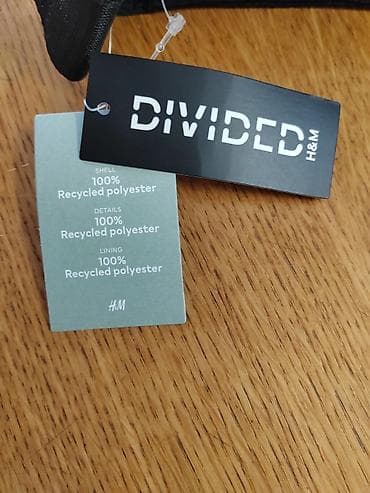 DIVIDED
H&M
SHELL
100%
Recycled polyester
DETAILS
100%
Recycled polyester
LINING
100%
Recycled polyester
H&M